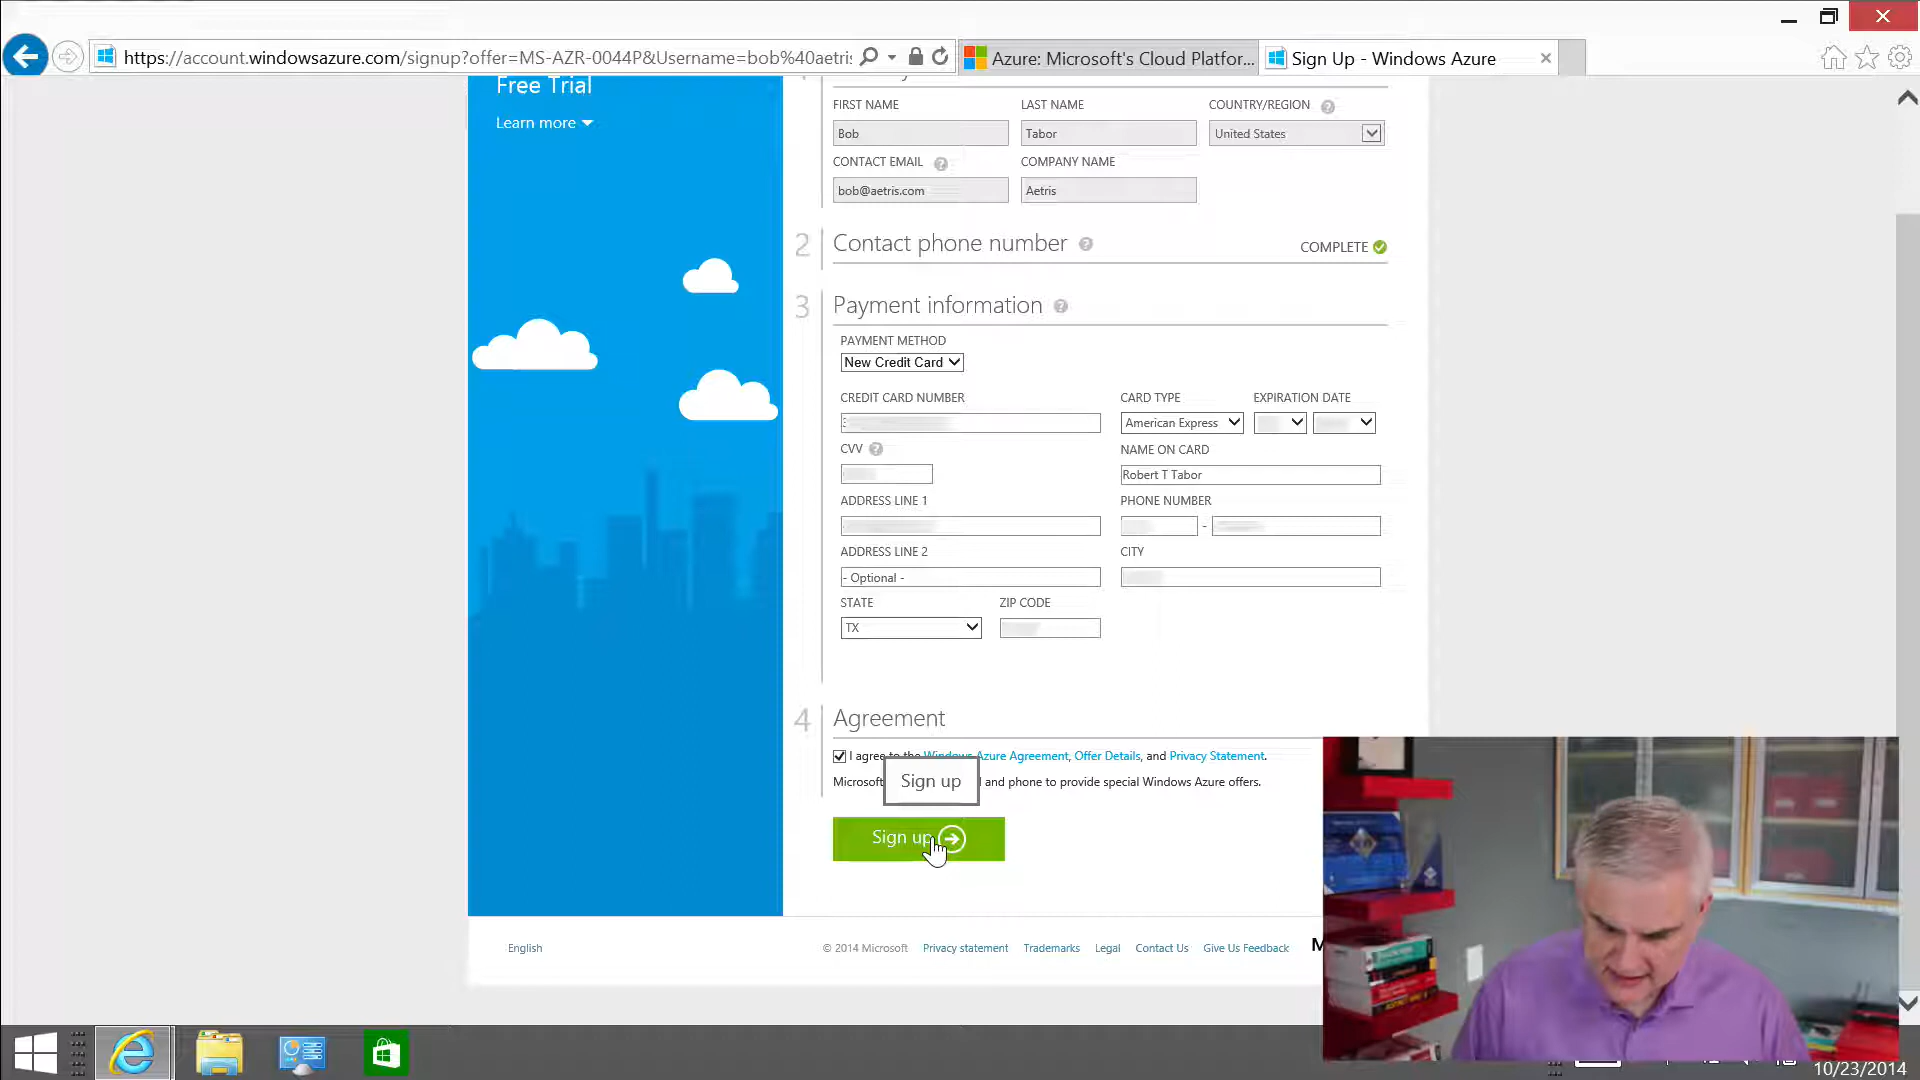 https://account.windowsazure.com/signup?offer=MS-AZR-0044P&Username=bob%40aetris
Azure: Microsoft's Cloud Platfor...
Sign Up - Windows Azure
Free Trial
Learn more
FIRST NAME
LAST NAME
COUNTRY/REGION ?
Bob
Tabor
United States
CONTACT EMAIL ?
COMPANY NAME
bob@aetris.com
Aetris
2 Contact phone number ?
COMPLETE
3 Payment information ?
PAYMENT METHOD
New Credit Card
CREDIT CARD NUMBER
CARD TYPE
EXPIRATION DATE
American Express
CVV ?
NAME ON CARD
Robert T Tabor
ADDRESS LINE 1
PHONE NUMBER
-
ADDRESS LINE 2
CITY
- Optional -
STATE
ZIP CODE
TX
4 Agreement
I agree to the Windows Azure Agreement, Offer Details, and Privacy Statement.
Microsoft and phone to provide special Windows Azure offers.
Sign up
Sign up
English
© 2014 Microsoft
Privacy statement
Trademarks
Legal
Contact Us
Give Us Feedback
10/23/2014